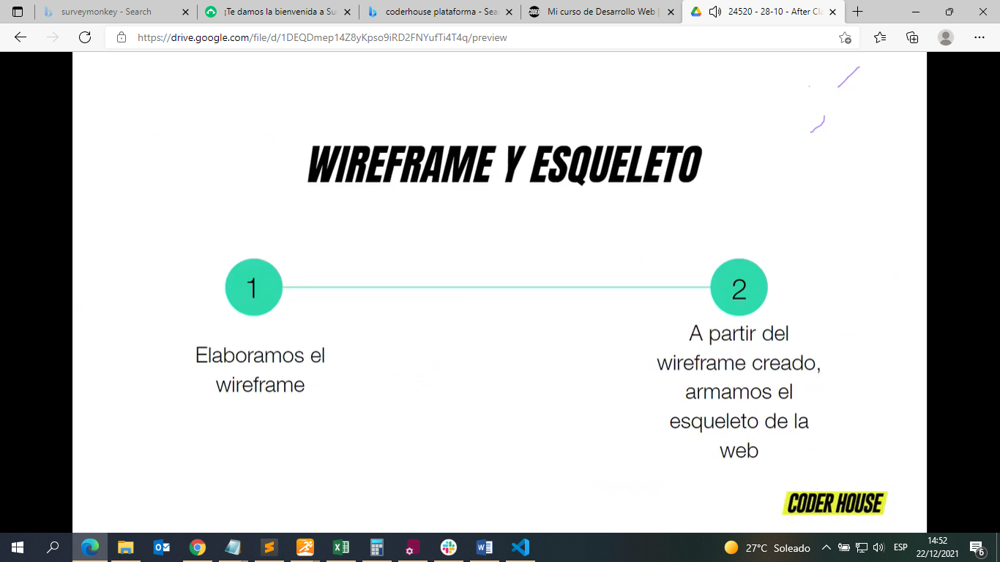 surveymonkey - Search
¡Te damos la bienvenida a Su
coderhouse plataforma - Sea
CODER
Mi curso de Desarrollo Web |
24520 - 28-10 - After Cla
https://drive.google.com/file/d/1DEQDmep14Z8yKpso9iRD2FNYufTi4T4q/preview
WIREFRAME Y ESQUELETO
1
2
Elaboramos el
wireframe
A partir del
wireframe creado,
armamos el
esqueleto de la
web
CODER HOUSE
27°C Soleado
ESP
14:52
22/12/2021
6